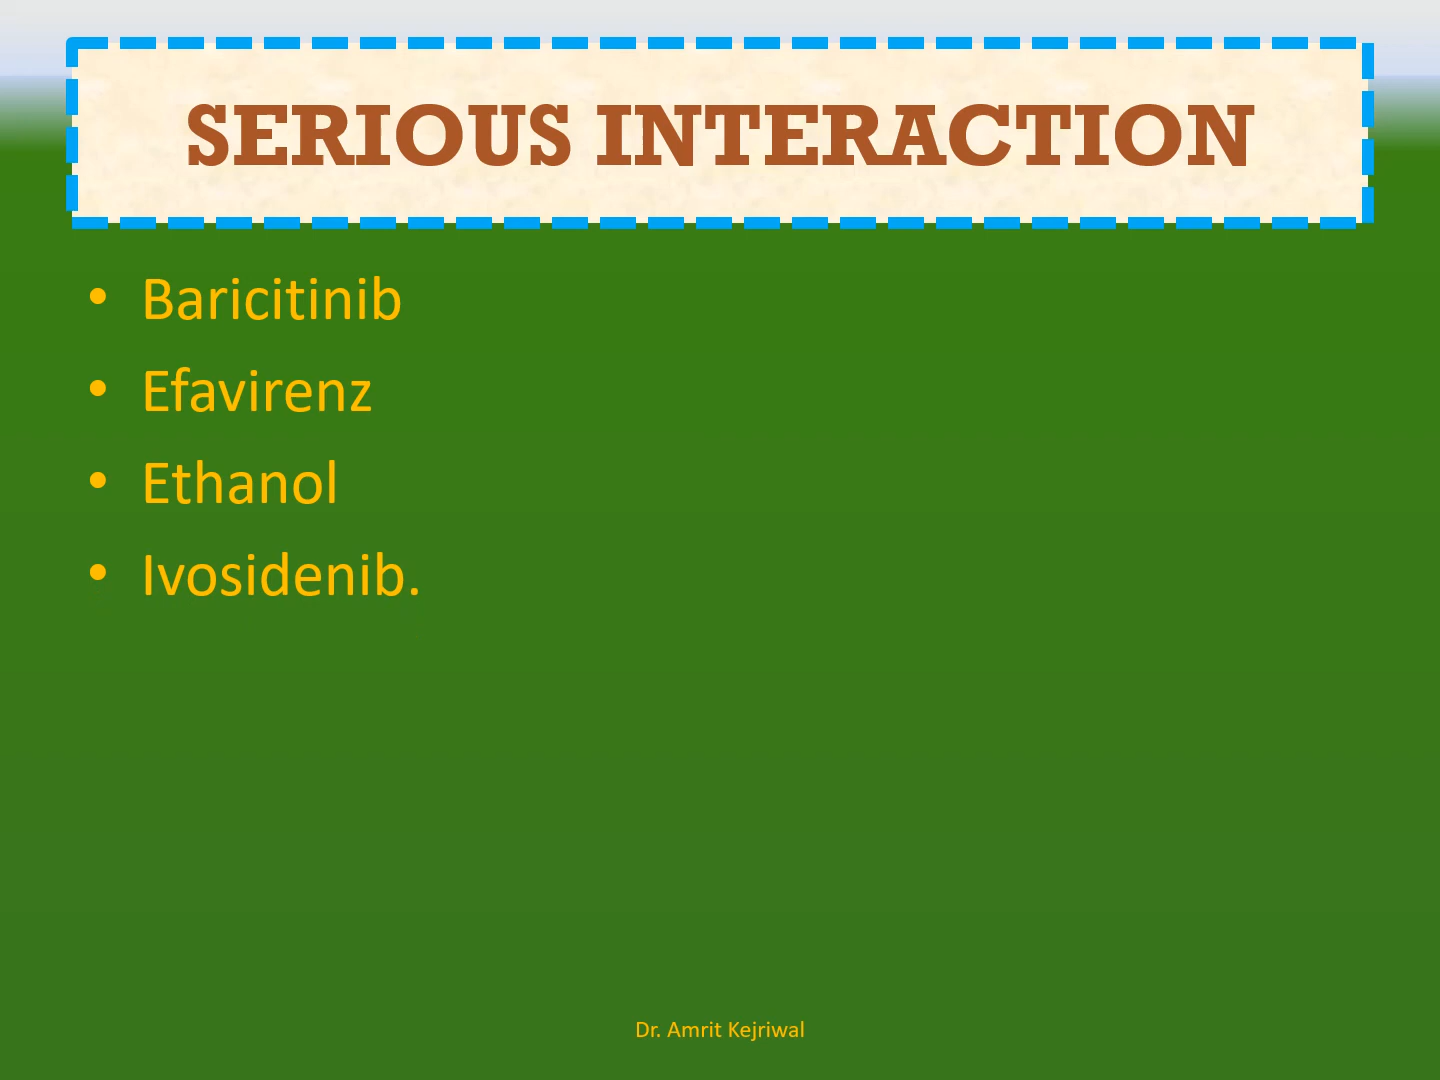 SERIOUS INTERACTION
• Baricitinib
• Efavirenz
• Ethanol
• Ivosidenib.
Dr. Amrit Kejriwal